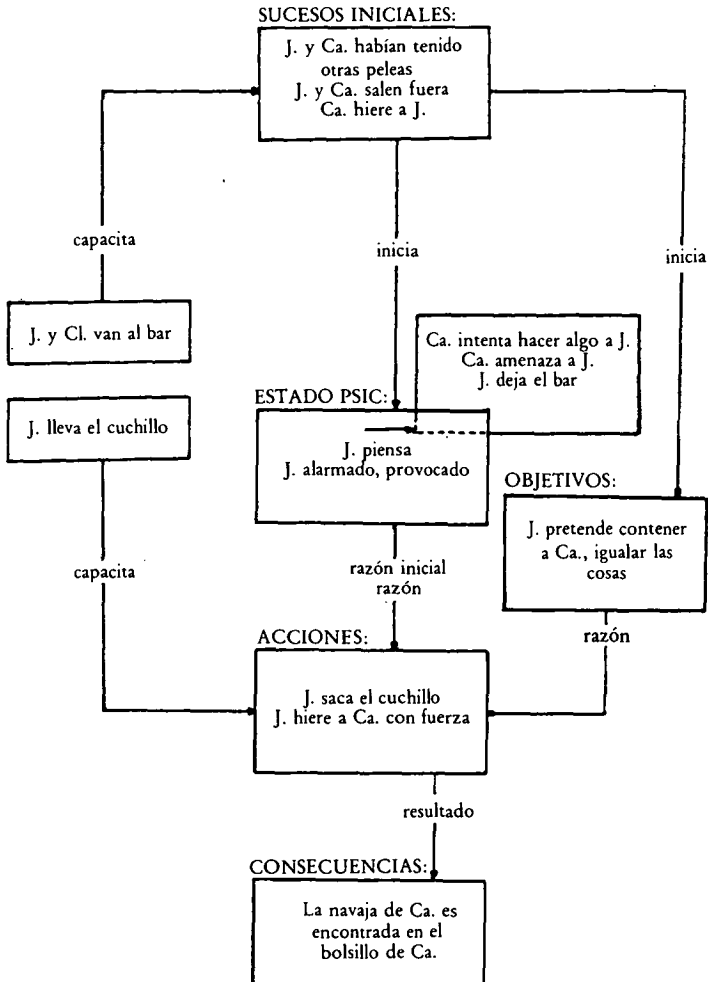 SUCESOS INICIALES:
J. y Ca. habían tenido
otras peleas
J. y Ca. salen fuera
Ca. hiere a J.
capacita
inicia
inicia
J. y Cl. van al bar
Ca. intenta hacer algo a J.
Ca. amenaza a J.
J. deja el bar
ESTADO PSIC:
J. lleva el cuchillo
J. piensa
J. alarmado, provocado
OBJETIVOS:
J. pretende contener
a Ca., igualar las
cosas
capacita
razón inicial
razón
razón
ACCIONES:
J. saca el cuchillo
J. hiere a Ca. con fuerza
resultado
CONSECUENCIAS:
La navaja de Ca. es
encontrada en el
bolsillo de Ca.